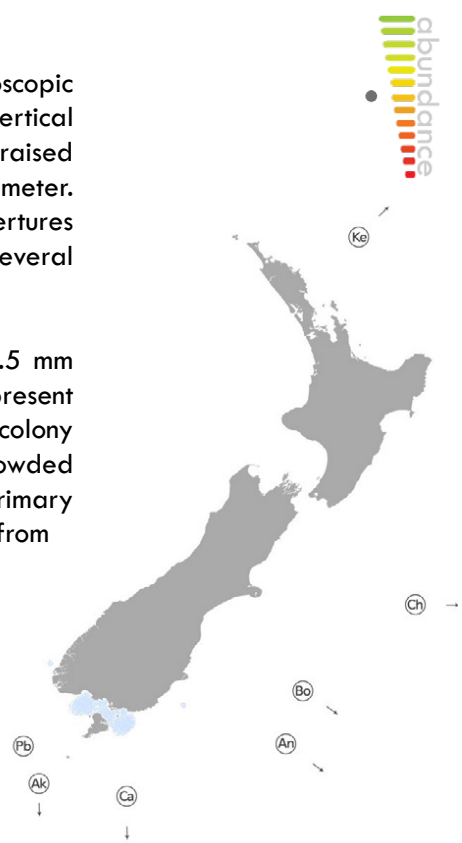 oscopic
ertical
raised
meter.
ertures
everal
.5 mm
resent
colony
owded
rimary
from
abundance
Ke
Ch
Bo
An
Pb
Ak
Ca